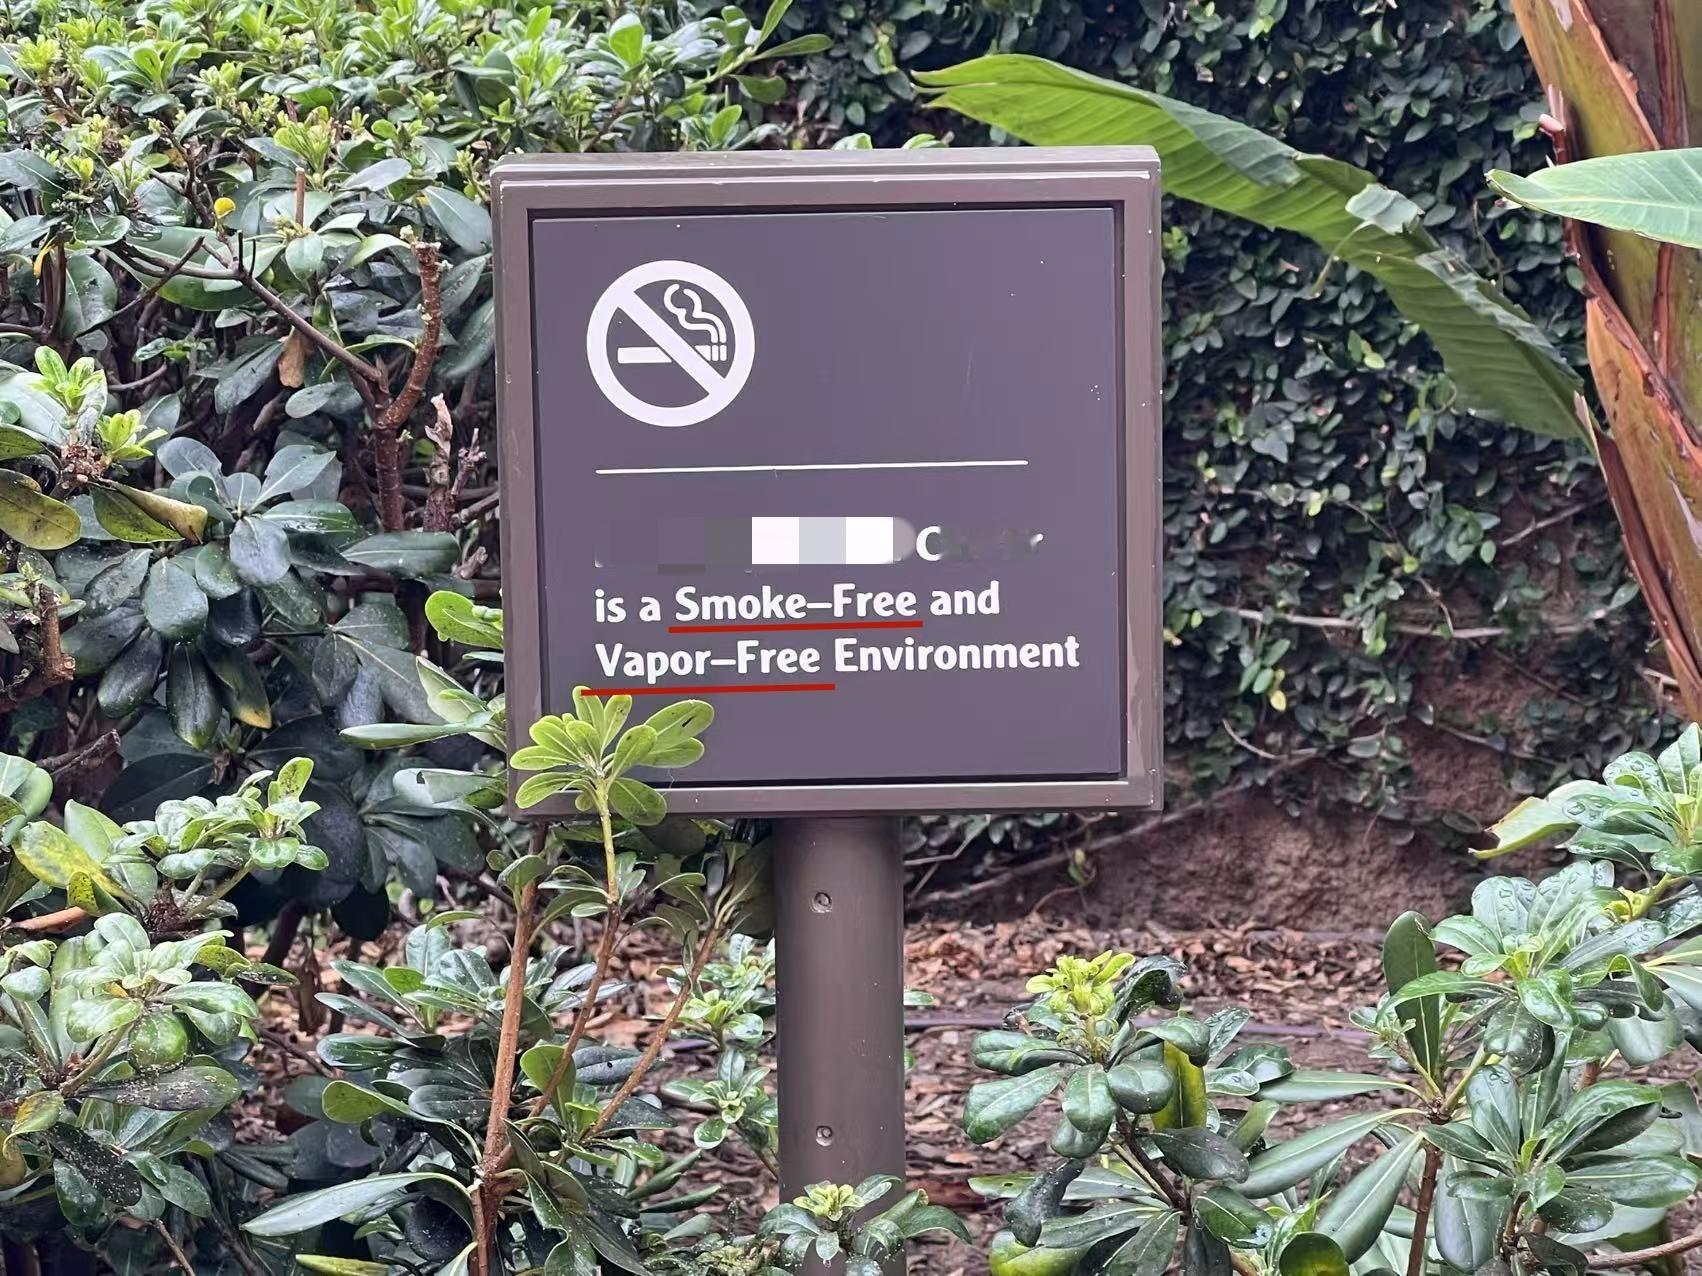 is a Smoke–Free and
Vapor–Free Environment